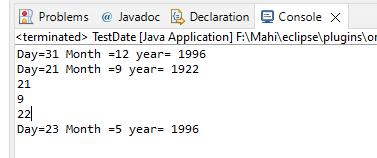 Problems @ Javadoc Declaration Console
<terminated> TestDate [Java Application] F:\Mahi\eclipse\plugins\or
Day=31 Month =12 year= 1996
Day=21 Month =9 year= 1922
21
9
22
Day=23 Month =5 year= 1996